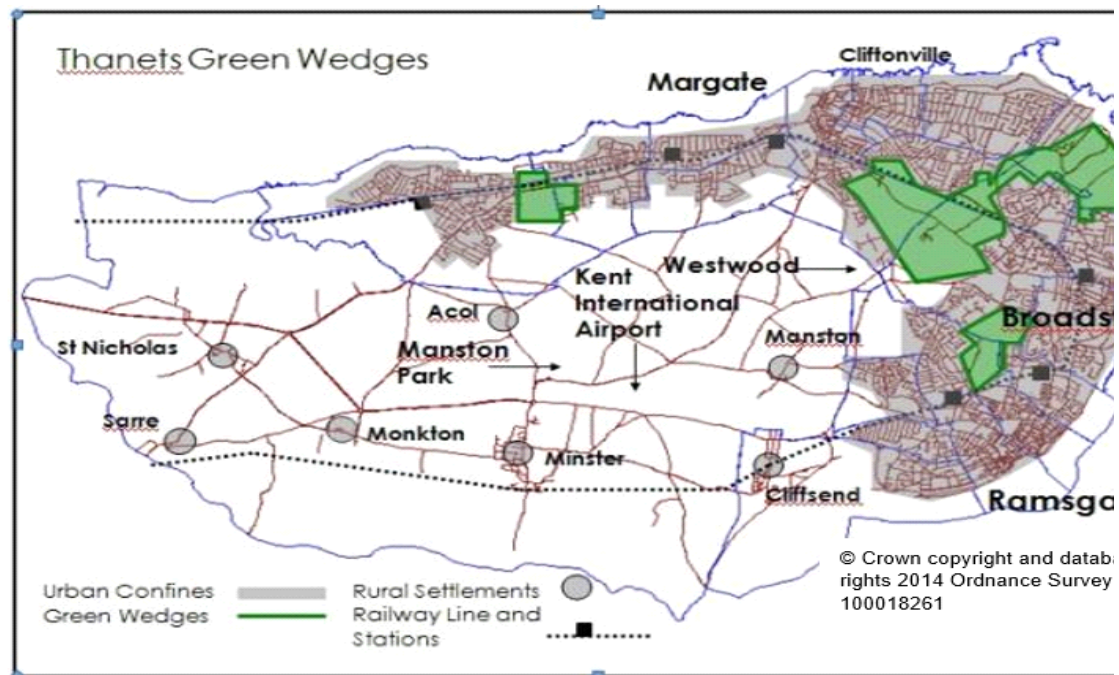 Thanets Green Wedges
Cliftonville
Margate
Westwood
Kent
International
Airport
Acol
Broads
St Nicholas
Manston
Manston
Park
Sarre
Monkton
Minster
Cliffsend
Ramsga
© Crown copyright and databa
rights 2014 Ordnance Survey
100018261
Urban Confines
Green Wedges
Rural Settlements
Railway Line and
Stations